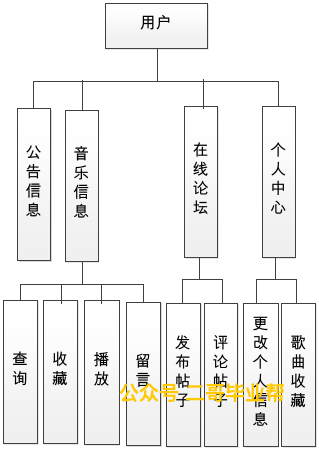 用户
公告信息
音乐信息
在线论坛
个人中心
查询
收藏
播放
留言
发布帖子
评论帖子
更改个人信息
歌曲收藏
公众号:二哥毕业帮